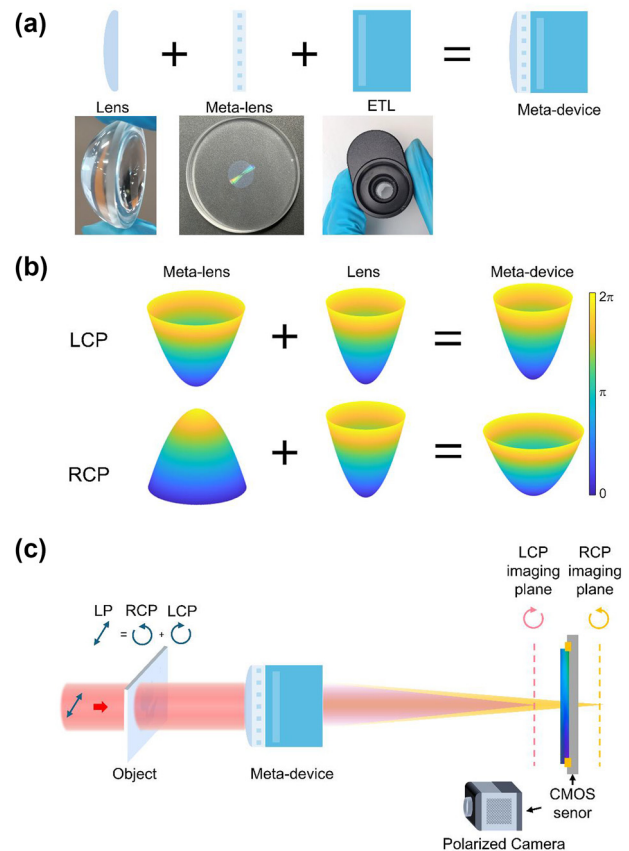 (a)
+ + =
Lens Meta-lens ETL Meta-device
(b)
Meta-lens Lens Meta-device
LCP + = 2π
π
RCP + = 0
(c)
LCP imaging plane
RCP imaging plane
LP RCP LCP
= +
Object
Meta-device
CMOS
senor
Polarized Camera